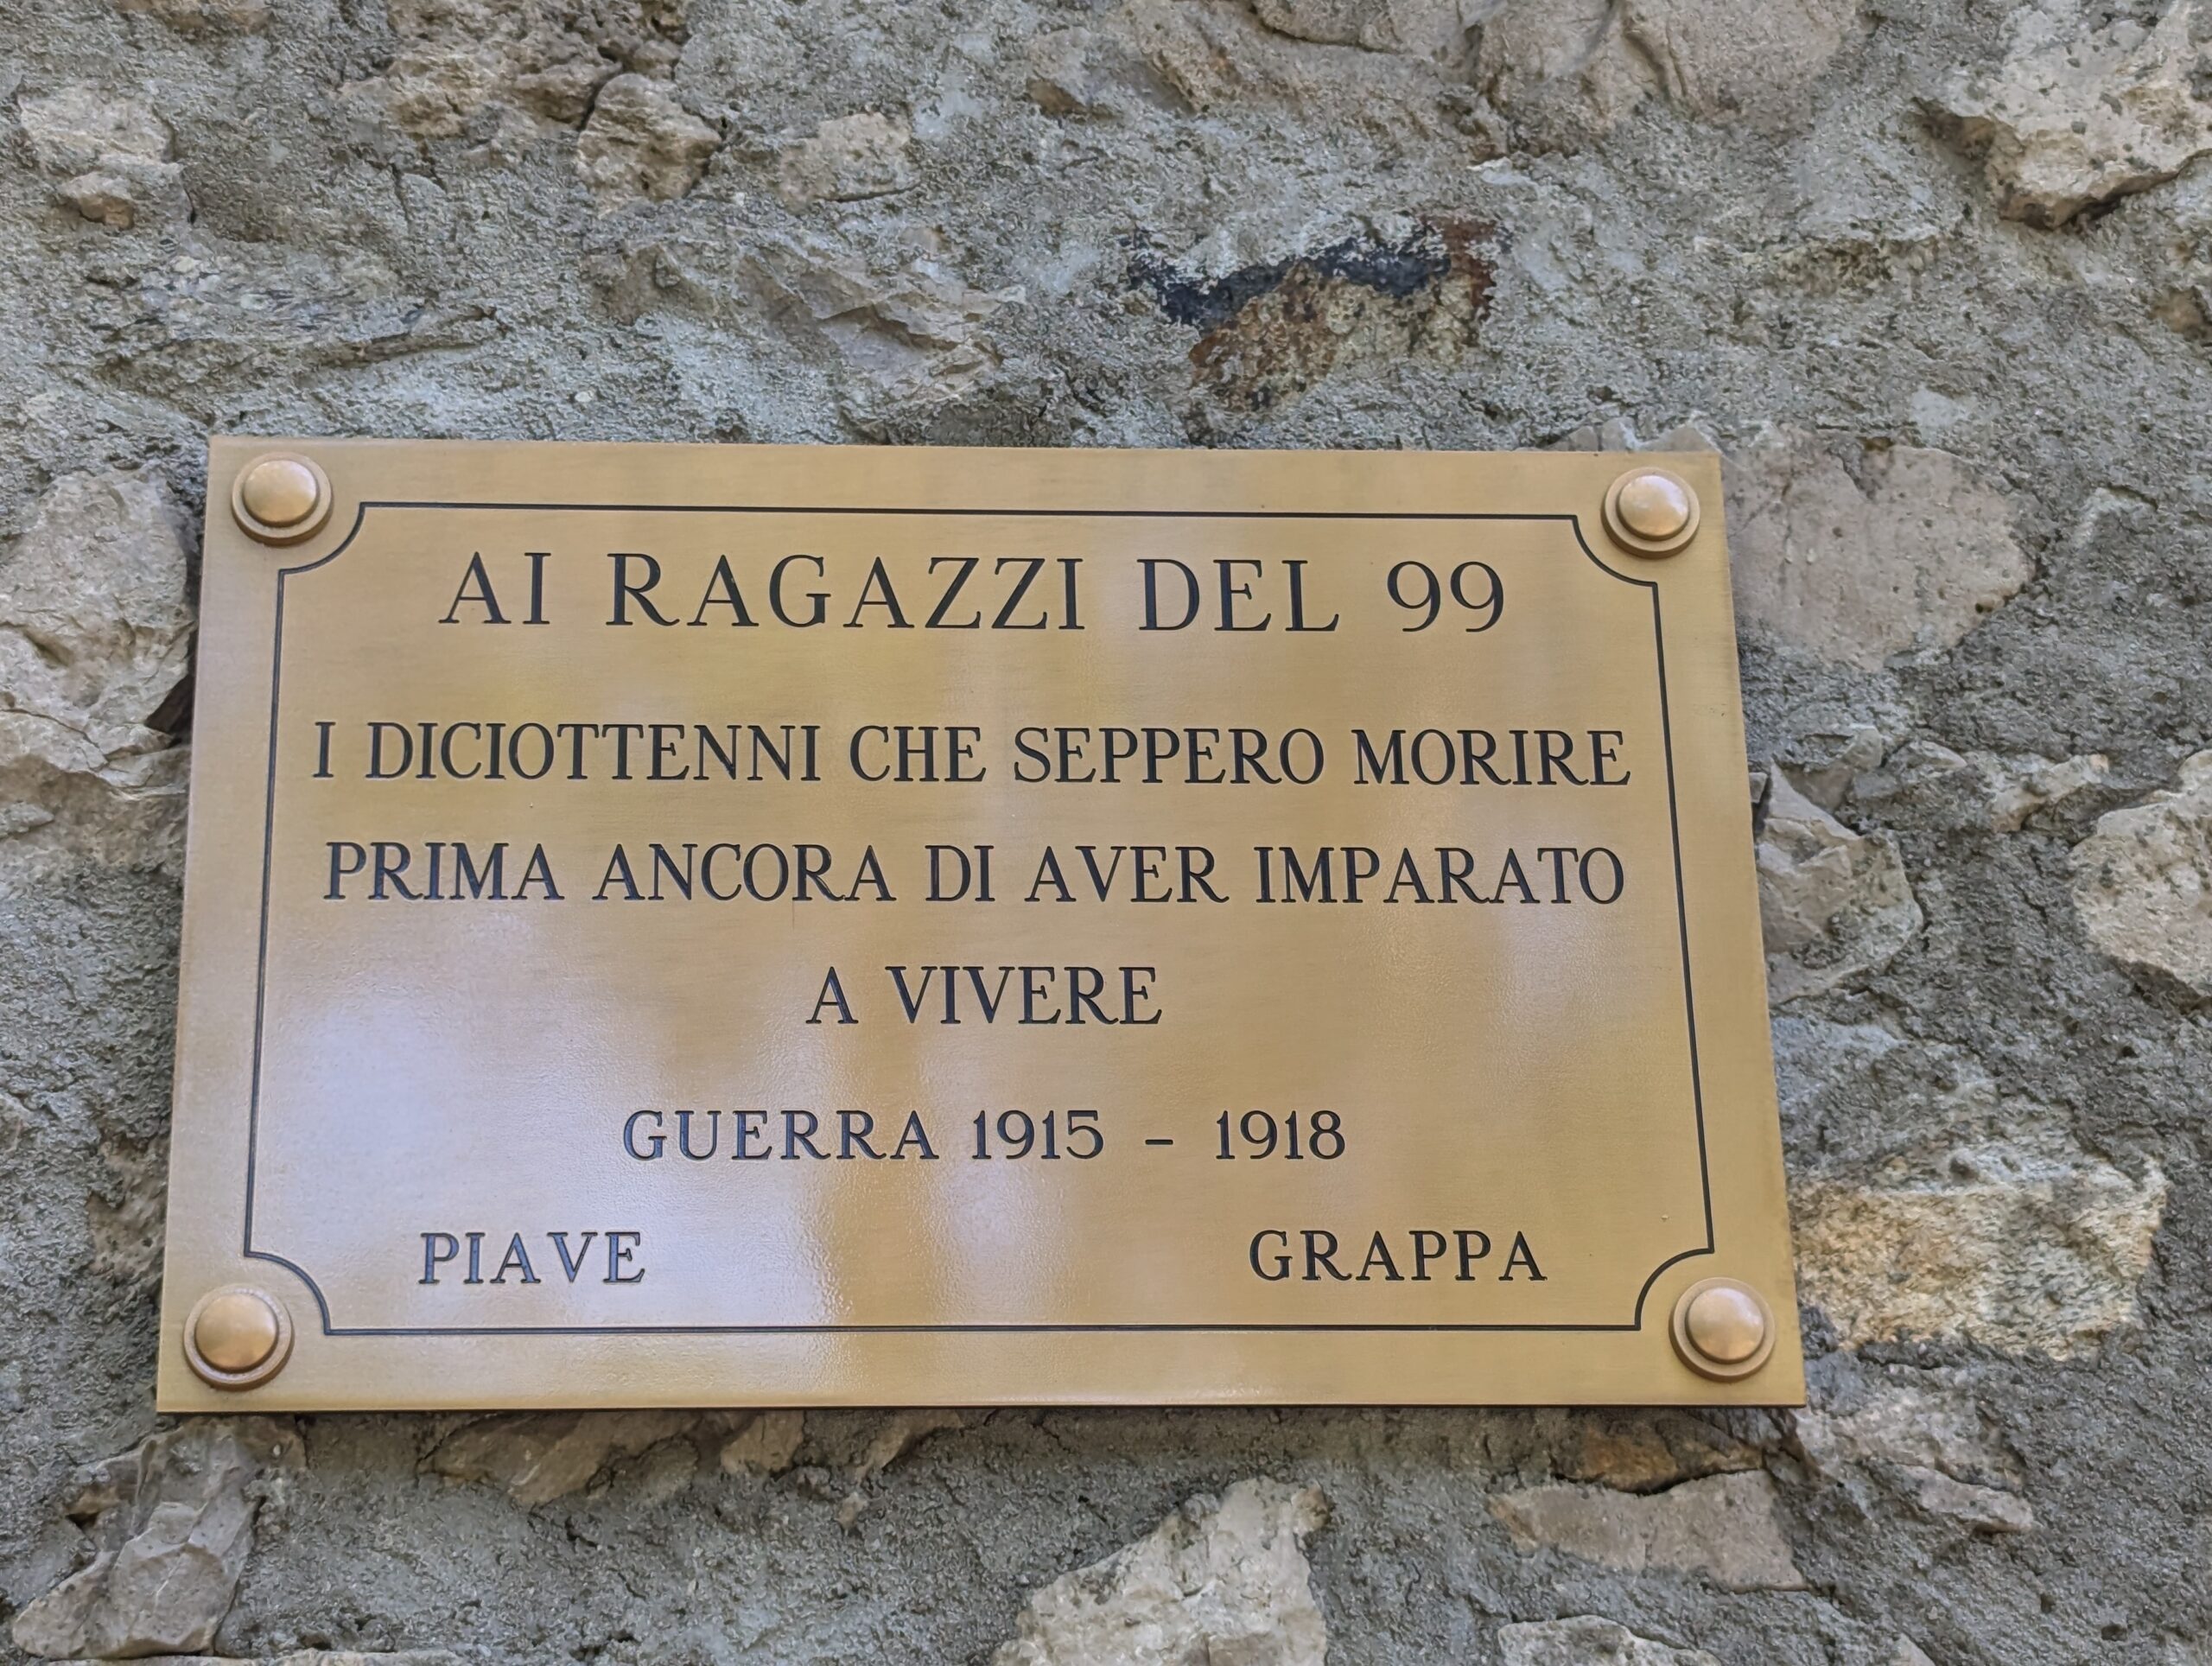 AI RAGAZZI DEL 99
I DICIOTTENNI CHE SEPPERO MORIRE
PRIMA ANCORA DI AVER IMPARATO
A VIVERE
GUERRA 1915 – 1918
PIAVE GRAPPA